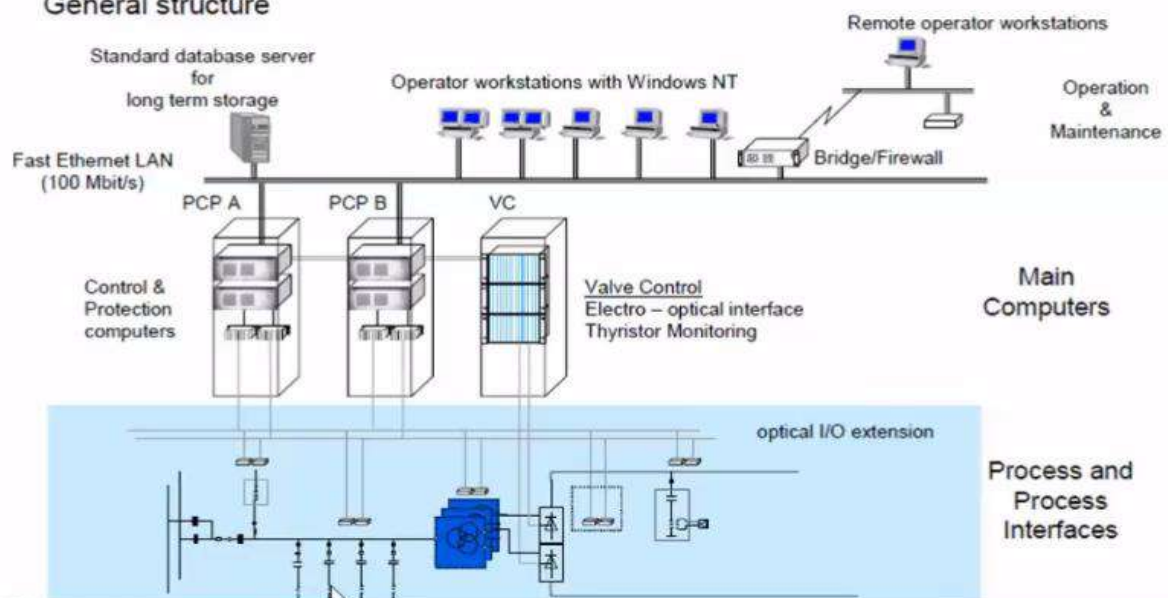 General structure
Remote operator workstations
Standard database server
for
long term storage
Operator workstations with Windows NT
Operation
&
Maintenance
Fast Ethernet LAN
(100 Mbit/s)
Bridge/Firewall
PCP A
PCP B
VC
Control &
Protection
computers
Valve Control
Electro – optical interface
Thyristor Monitoring
Main
Computers
optical I/O extension
Process and
Process
Interfaces